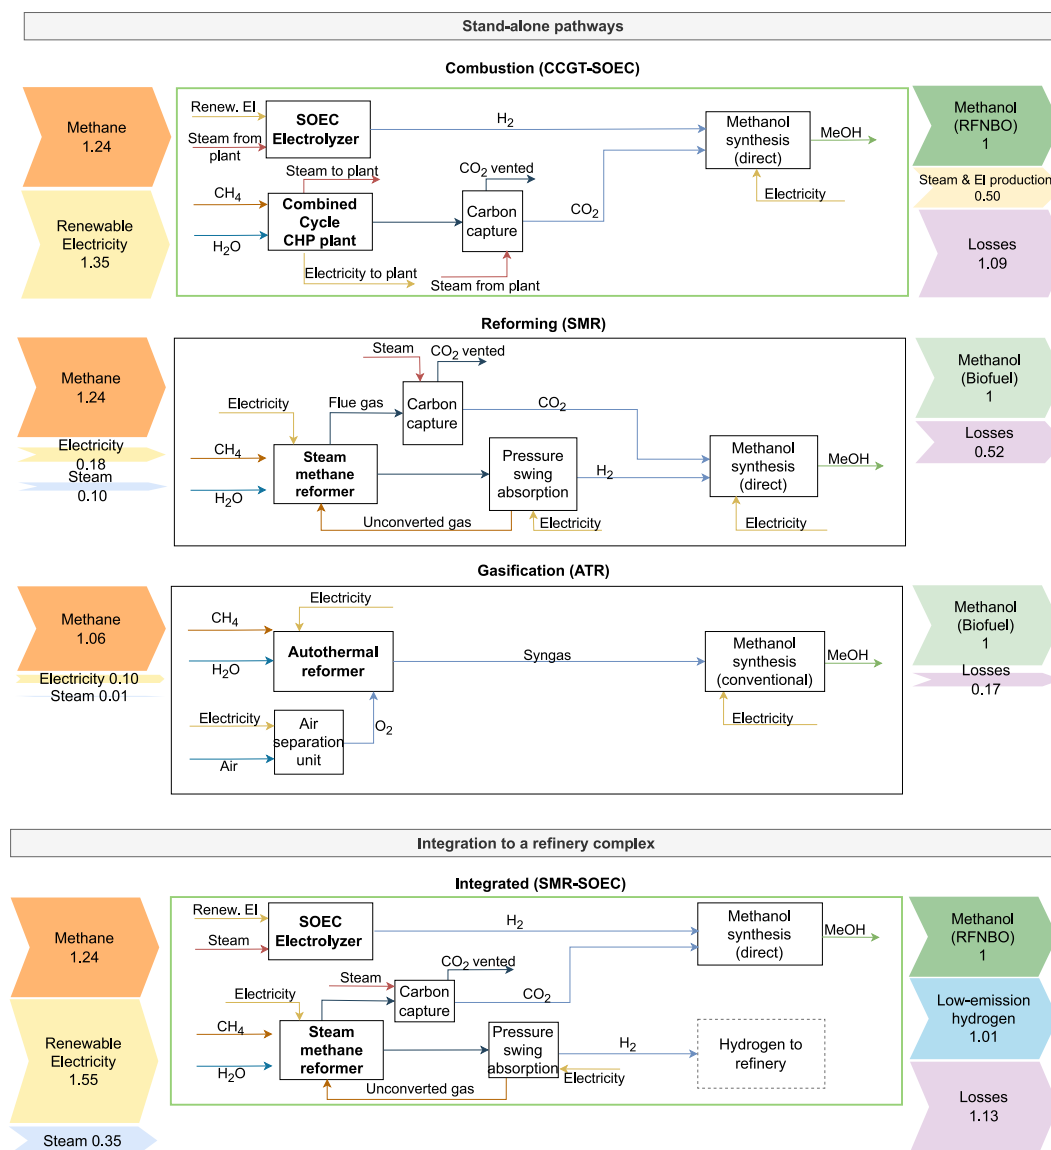 Stand-alone pathways
Combustion (CCGT-SOEC)
Methane
1.24
Renewable
Electricity
1.35
Renew. El
Steam from
plant
SOEC
Electrolyzer
H2
Steam to plant
CH4
H2O
Combined
Cycle
CHP plant
Electricity to plant
CO2 vented
Carbon
capture
Steam from plant
CO2
Methanol
synthesis
(direct)
MeOH
Electricity
Methanol
(RFNBO)
1
Steam & El production
0.50
Losses
1.09
Reforming (SMR)
Methane
1.24
Electricity
0.18
Steam
0.10
Electricity
CH4
H2O
Steam
methane
reformer
Flue gas
Steam
CO2 vented
Carbon
capture
CO2
Pressure
swing
absorption
H2
Unconverted gas
Electricity
Methanol
synthesis
(direct)
MeOH
Electricity
Methanol
(Biofuel)
1
Losses
0.52
Gasification (ATR)
Methane
1.06
Electricity 0.10
Steam 0.01
Electricity
CH4
H2O
Autothermal
reformer
Syngas
Electricity
Air
Air
separation
unit
O2
Methanol
synthesis
(conventional)
MeOH
Electricity
Methanol
(Biofuel)
1
Losses
0.17
Integration to a refinery complex
Integrated (SMR-SOEC)
Methane
1.24
Renewable
Electricity
1.55
Steam 0.35
Renew. El
Steam
SOEC
Electrolyzer
H2
Steam
CO2 vented
Carbon
capture
CO2
Electricity
CH4
H2O
Steam
methane
reformer
Pressure
swing
absorption
H2
Unconverted gas
Electricity
Hydrogen to
refinery
Methanol
synthesis
(direct)
MeOH
Methanol
(RFNBO)
1
Low-emission
hydrogen
1.01
Losses
1.13